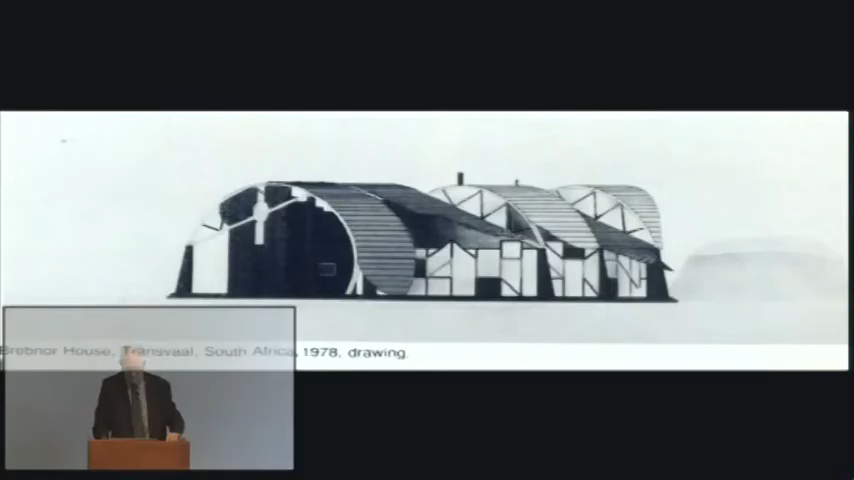 Brebnor House, Transvaal, South Africa, 1978, drawing.